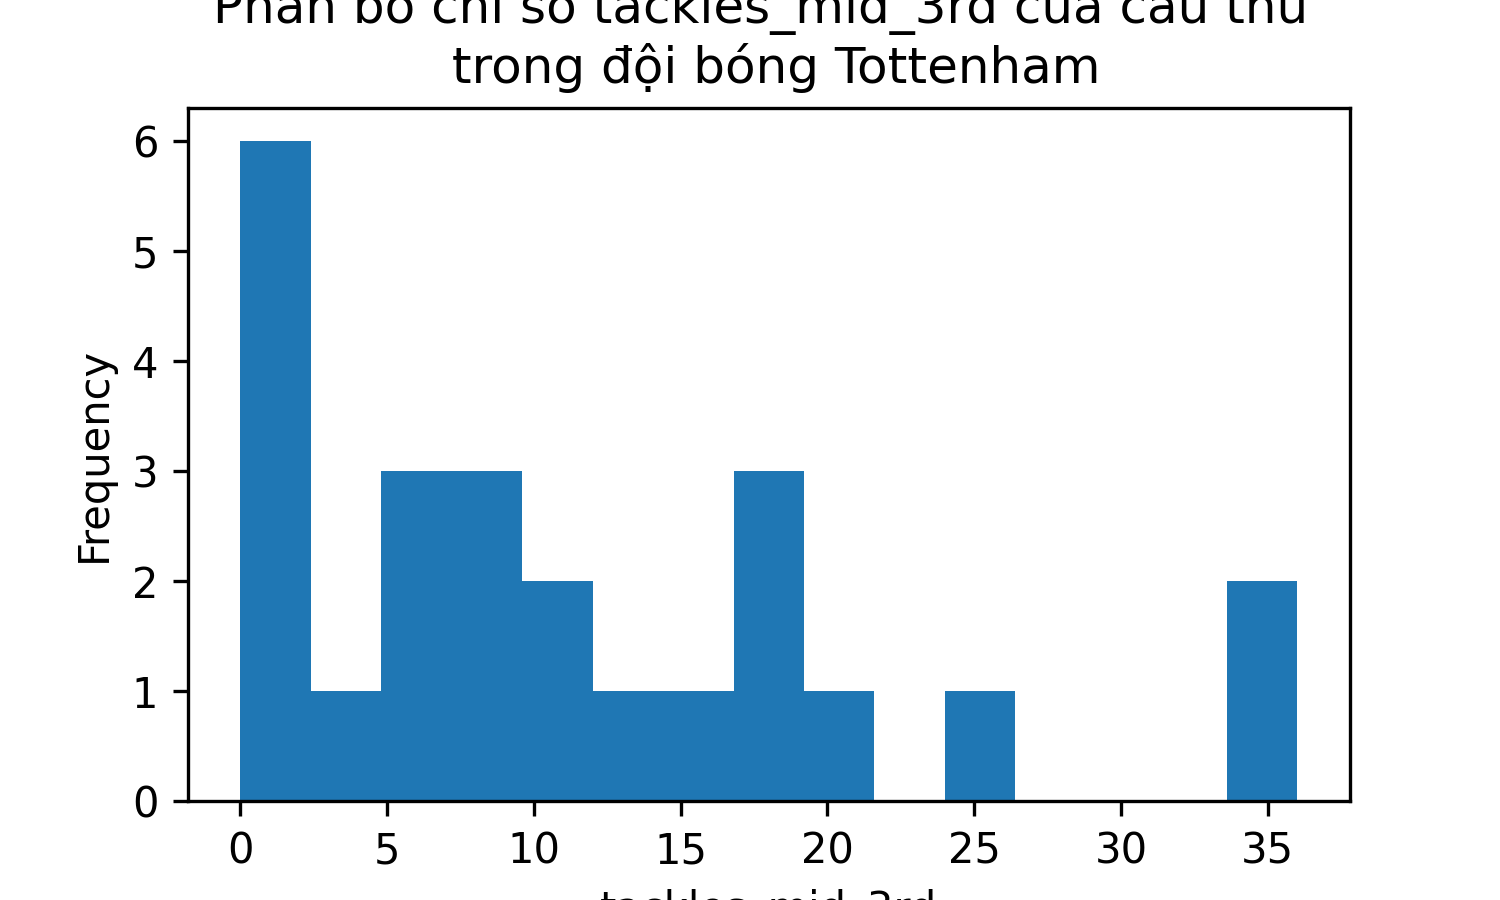 Phân bố chỉ số tackles_mid_3rd của cầu thủ
trong đội bóng Tottenham
6
5
4
3
2
1
0
Frequency
0 5 10 15 20 25 30 35
tackles_mid_3rd